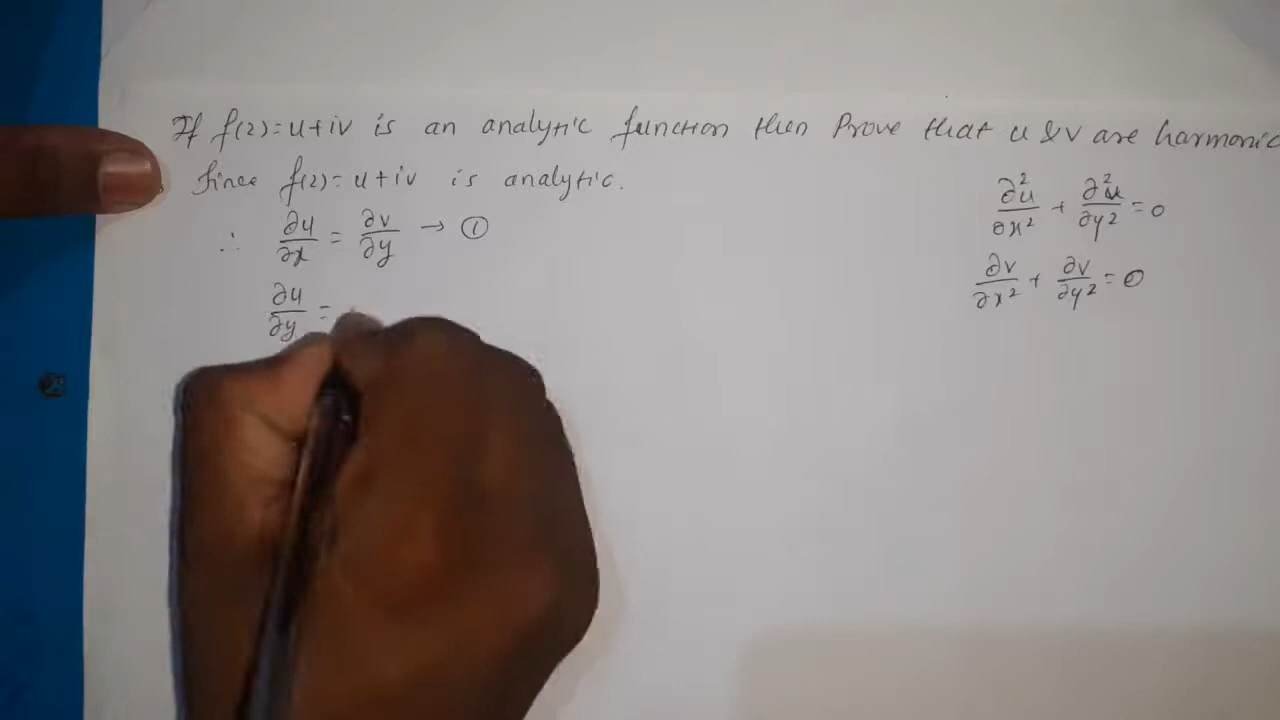 If f(z)=u+iv is an analytic function then Prove that u & v are harmonic
Since f(z)=u+iv is analytic.
∴ ∂u/∂x = ∂v/∂y → ①
∂u/∂y =
∂²u/∂x² + ∂²u/∂y² = 0
∂v/∂x² + ∂v/∂y² = 0